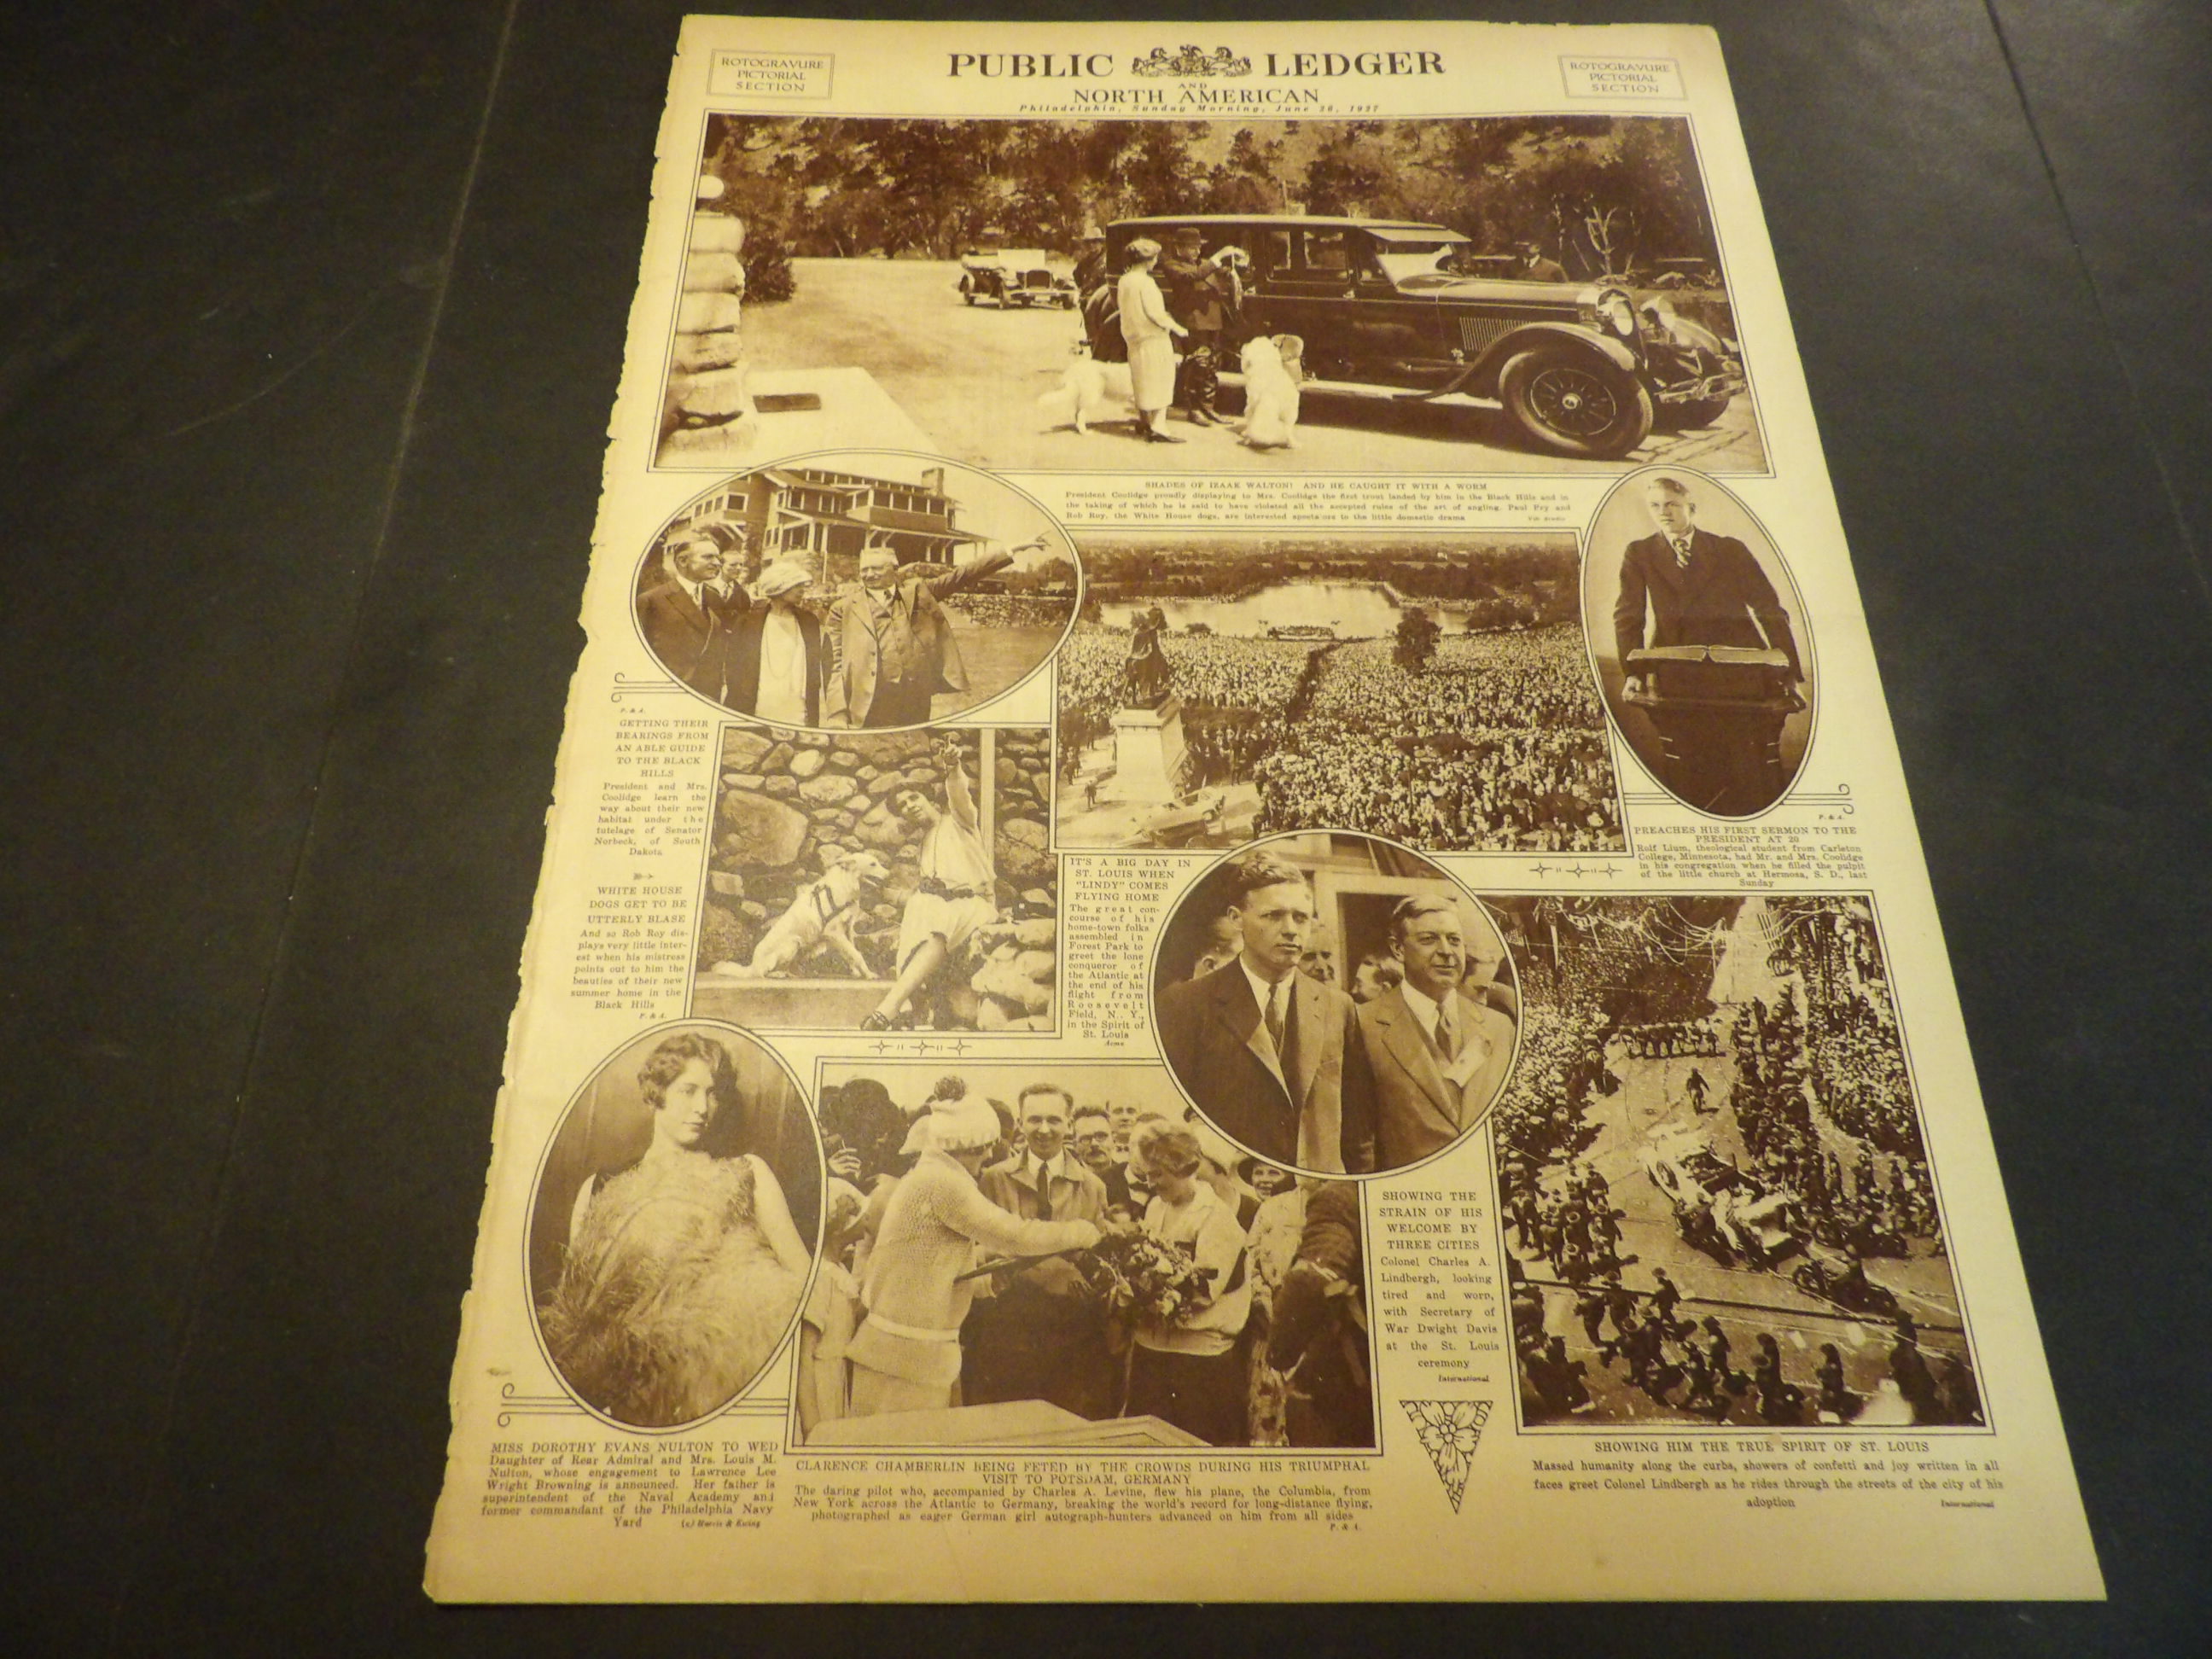 ROTOGRAVURE
PICTORIAL
SECTION
PUBLIC LEDGER
AND
NORTH AMERICAN
Philadelphia, Sunday Morning, June 26, 1927
ROTOGRAVURE
PICTORIAL
SECTION
SHADES OF IZAAK WALTON! AND HE CAUGHT IT WITH A WORM
President Coolidge proudly displaying to Mrs. Coolidge the first trout landed by him in the Black Hills and in
the taking of which he is said to have violated all the accepted rules of the art of angling. Paul Pry and
Rob Roy, the White House dogs, are interested spectators to the little domestic drama
P. & A.
GETTING THEIR
BEARINGS FROM
AN ABLE GUIDE
TO THE BLACK
HILLS
President and Mrs.
Coolidge learn the
way about their new
habitat under the
tutelage of Senator
Norbeck, of South
Dakota
WHITE HOUSE
DOGS GET TO BE
UTTERLY BLASE
And so Rob Roy dis-
plays very little inter-
est when his mistress
points out to him the
beauties of their new
summer home in the
Black Hills
P. & A.
P. & A.
PREACHES HIS FIRST SERMON TO THE
PRESIDENT AT 20
Rolf Lium, theological student from Carleton
College, Minnesota, had Mr. and Mrs. Coolidge
in his congregation when he filled the pulpit
of the little church at Hermosa, S. D., last
Sunday
IT'S A BIG DAY IN
ST. LOUIS WHEN
"LINDY" COMES
FLYING HOME
The great con-
course of his
home-town folks
assembled in
Forest Park to
greet the lone
conqueror of
the Atlantic at
the end of his
flight from
Roosevelt
Field, N. Y.,
in the Spirit of
St. Louis
Acme
SHOWING THE
STRAIN OF HIS
WELCOME BY
THREE CITIES
Colonel Charles A.
Lindbergh, looking
tired and worn,
with Secretary of
War Dwight Davis
at the St. Louis
ceremony
International
MISS DOROTHY EVANS NULTON TO WED
Daughter of Rear Admiral and Mrs. Louis M.
Nulton, whose engagement to Lawrence Lee
Wright Browning is announced. Her father is
superintendent of the Naval Academy and
former commandant of the Philadelphia Navy
Yard (c) Harris & Ewing
CLARENCE CHAMBERLIN BEING FETED BY THE CROWDS DURING HIS TRIUMPHAL
VISIT TO POTSDAM, GERMANY
The daring pilot who, accompanied by Charles A. Levine, flew his plane, the Columbia, from
New York across the Atlantic to Germany, breaking the world's record for long-distance flying,
photographed as eager German girl autograph-hunters advanced on him from all sides
P. & A.
SHOWING HIM THE TRUE SPIRIT OF ST. LOUIS
Massed humanity along the curbs, showers of confetti and joy written in all
faces greet Colonel Lindbergh as he rides through the streets of the city of his
adoption International